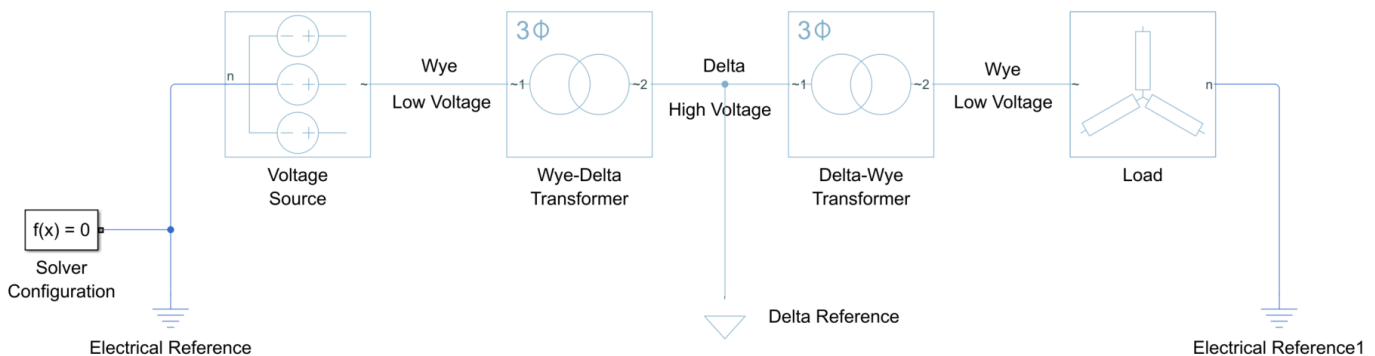 3Φ
3Φ
n
~
Wye
Low Voltage
~1
~2
Delta
High Voltage
~1
~2
Wye
Low Voltage
~
n
Voltage
Source
Wye-Delta
Transformer
Delta-Wye
Transformer
Load
f(x) = 0
Solver
Configuration
Delta Reference
Electrical Reference
Electrical Reference1